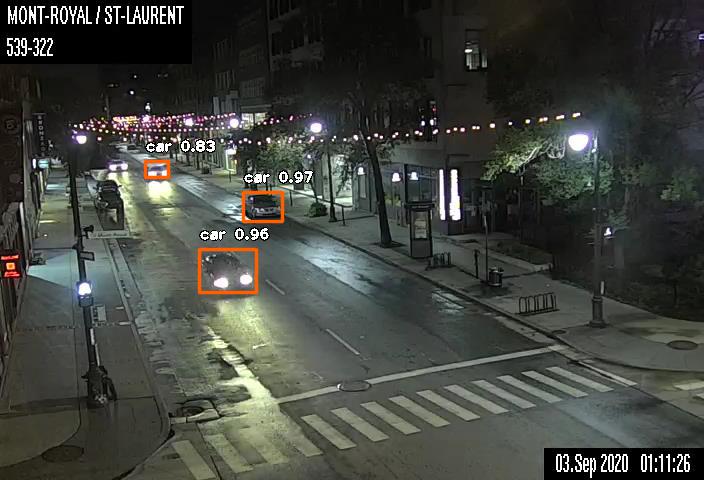 MONT-ROYAL / ST-LAURENT
539-322
car 0.83
car 0.97
car 0.96
03.Sep 2020 01:11:26